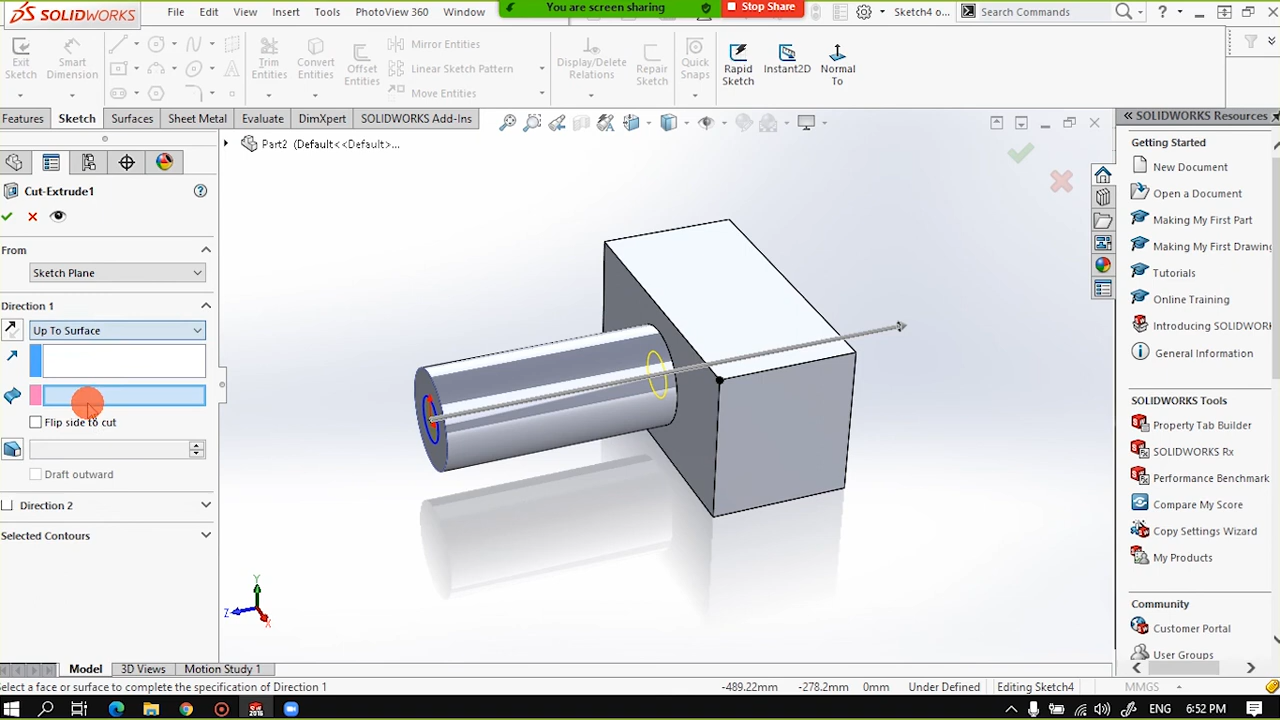 SOLIDWORKS
File Edit View Insert Tools PhotoView 360 Window
You are screen sharing
Stop Share
Sketch4 o...
Search Commands
Exit
Sketch
Smart
Dimension
Trim
Entities
Convert
Entities
Offset
Entities
Mirror Entities
Linear Sketch Pattern
Move Entities
Display/Delete
Relations
Repair
Sketch
Quick
Snaps
Rapid
Sketch
Instant2D
Normal
To
Features Sketch Surfaces Sheet Metal Evaluate DimXpert SOLIDWORKS Add-Ins
Part2 (Default<<Default>...
Cut-Extrude1
From
Sketch Plane
Direction 1
Up To Surface
Flip side to cut
Draft outward
Direction 2
Selected Contours
Y
Z
X
SOLIDWORKS Resources
Getting Started
New Document
Open a Document
Making My First Part
Making My First Drawing
Tutorials
Online Training
Introducing SOLIDWOR
General Information
SOLIDWORKS Tools
Property Tab Builder
SOLIDWORKS Rx
Performance Benchmark
Compare My Score
Copy Settings Wizard
My Products
Community
Customer Portal
User Groups
Model 3D Views Motion Study 1
Select a face or surface to complete the specification of Direction 1
-489.22mm -278.2mm 0mm Under Defined Editing Sketch4 MMGS
SW
2016
ENG 6:52 PM